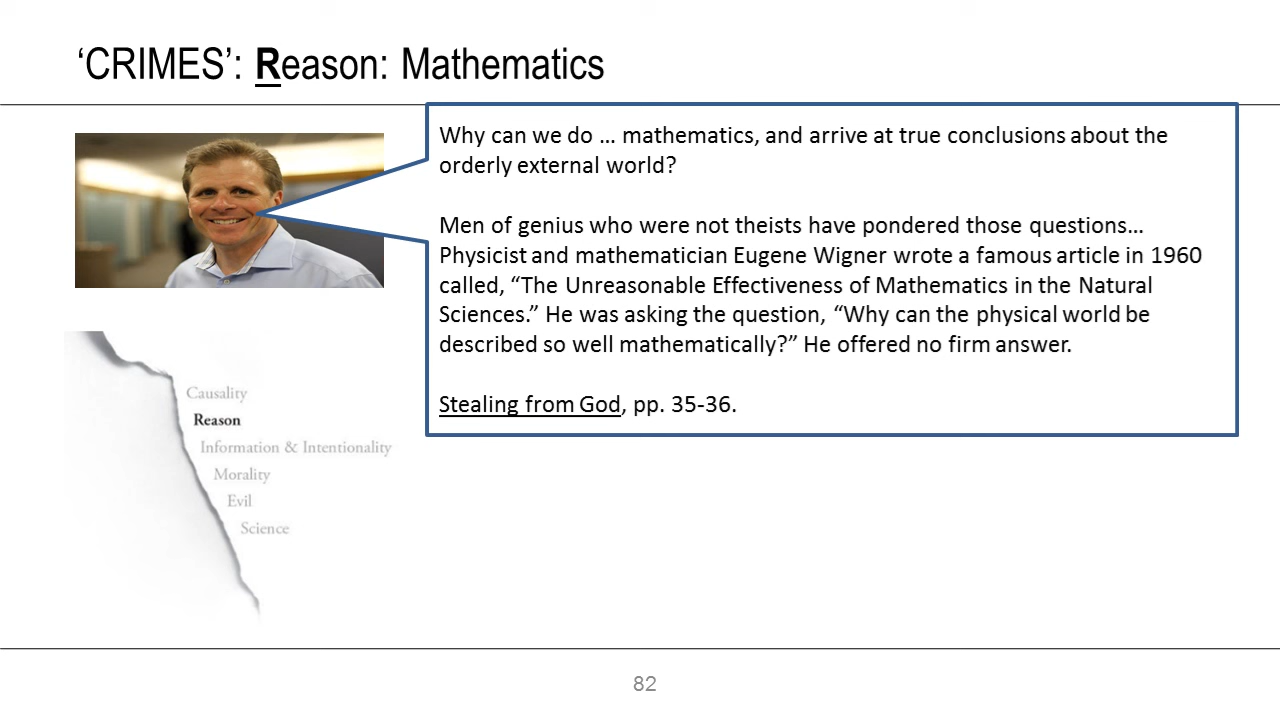 ‘CRIMES’: Reason: Mathematics
Why can we do … mathematics, and arrive at true conclusions about the
orderly external world?
Men of genius who were not theists have pondered those questions…
Physicist and mathematician Eugene Wigner wrote a famous article in 1960
called, “The Unreasonable Effectiveness of Mathematics in the Natural
Sciences.” He was asking the question, “Why can the physical world be
described so well mathematically?” He offered no firm answer.
Stealing from God, pp. 35-36.
Causality
Reason
Information & Intentionality
Morality
Evil
Science
82